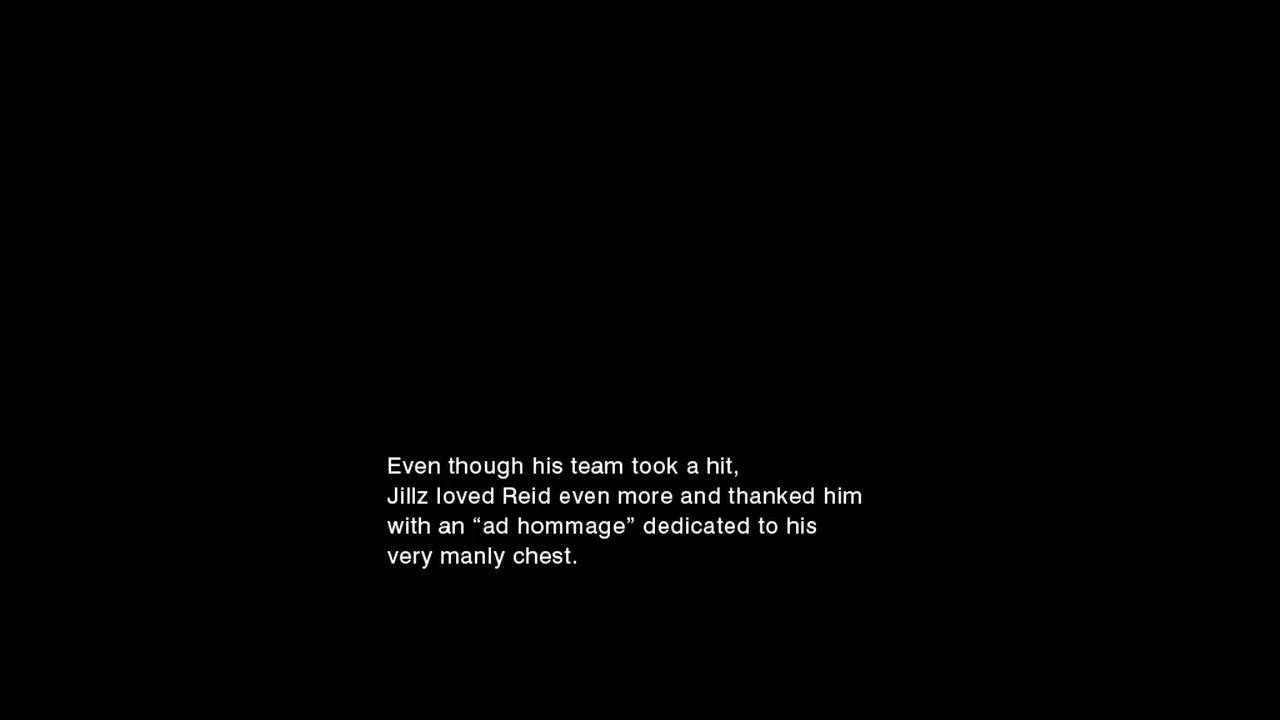 Even though his team took a hit,
Jillz loved Reid even more and thanked him
with an “ad hommage” dedicated to his
very manly chest.